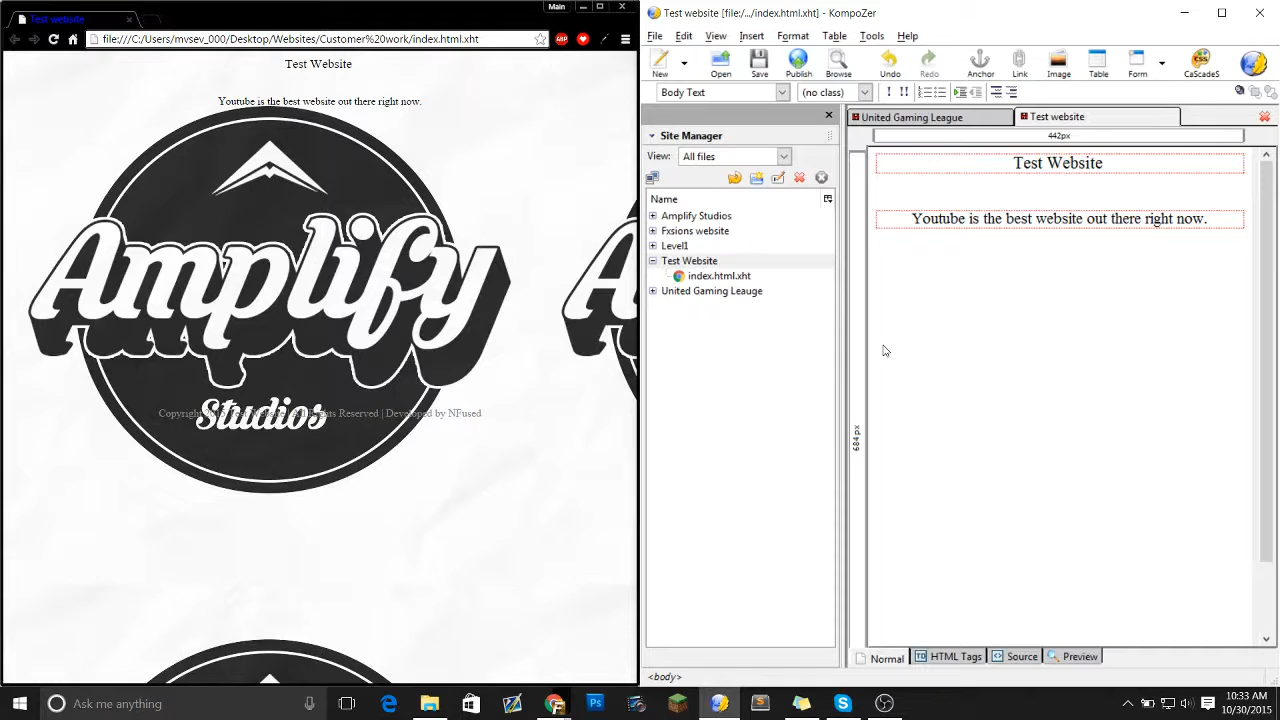 Main
Test website
file:///C:/Users/mvsev_000/Desktop/Websites/Customer%20work/index.html.xht
ABP
Test Website
Youtube is the best website out there right now.
Amplify
Studios
Copyright Test Website | All Rights Reserved | Developed by NFused
Test website [file/../index.html.xht] - KompoZer
File Edit View Insert Format Table Tools Help
New Open Save Publish Browse Undo Redo Anchor Link Image Table Form CaScadeS
Body Text (no class)
United Gaming League Test website
Site Manager
442px
View: All files
Name
Amplify Studios
Fxsions website
Level1
Test Website
index.html.xht
United Gaming Leauge
Test Website
Youtube is the best website out there right now.
684 px
Normal HTML Tags Source Preview
<body>
Ask me anything
10:33 AM
10/30/2015